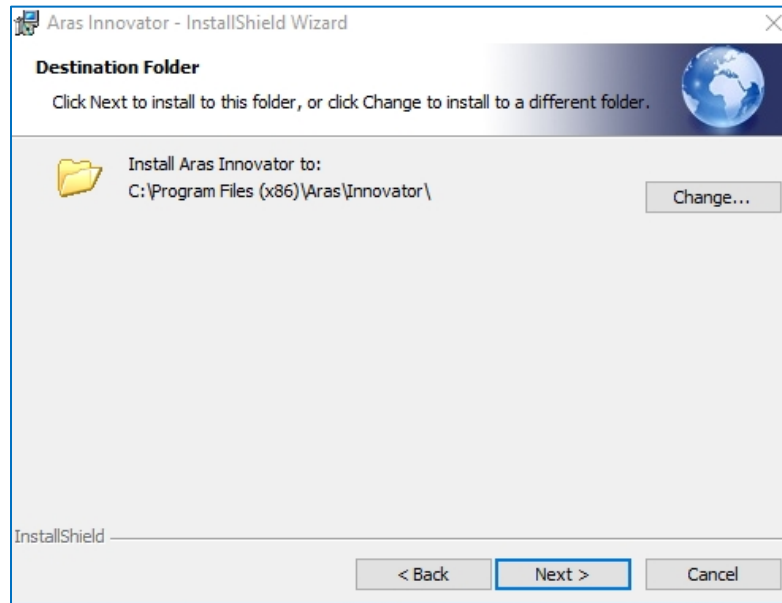 Aras Innovator - InstallShield Wizard
Destination Folder
Click Next to install to this folder, or click Change to install to a different folder.
Install Aras Innovator to:
C:\Program Files (x86)\Aras\Innovator\
Change...
InstallShield
< Back
Next >
Cancel